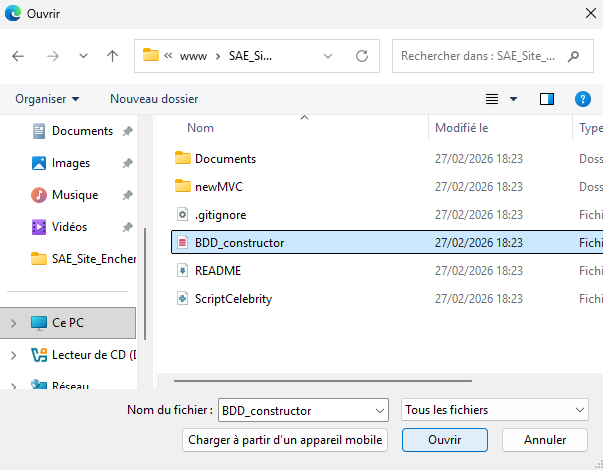 Ouvrir
« www > SAE_Si...
Rechercher dans : SAE_Site_...
Organiser
Nouveau dossier
?
Documents
Images
Musique
Vidéos
SAE_Site_Encher
Ce PC
Lecteur de CD (D
Réseau
Nom Modifié le Type
Documents 27/02/2026 18:23 Doss
newMVC 27/02/2026 18:23 Doss
.gitignore 27/02/2026 18:23 Fichi
BDD_constructor 27/02/2026 18:23 Fichi
README 27/02/2026 18:23 Fichi
ScriptCelebrity 27/02/2026 18:23 Fichi
Nom du fichier : BDD_constructor Tous les fichiers
Charger à partir d’un appareil mobile Ouvrir Annuler